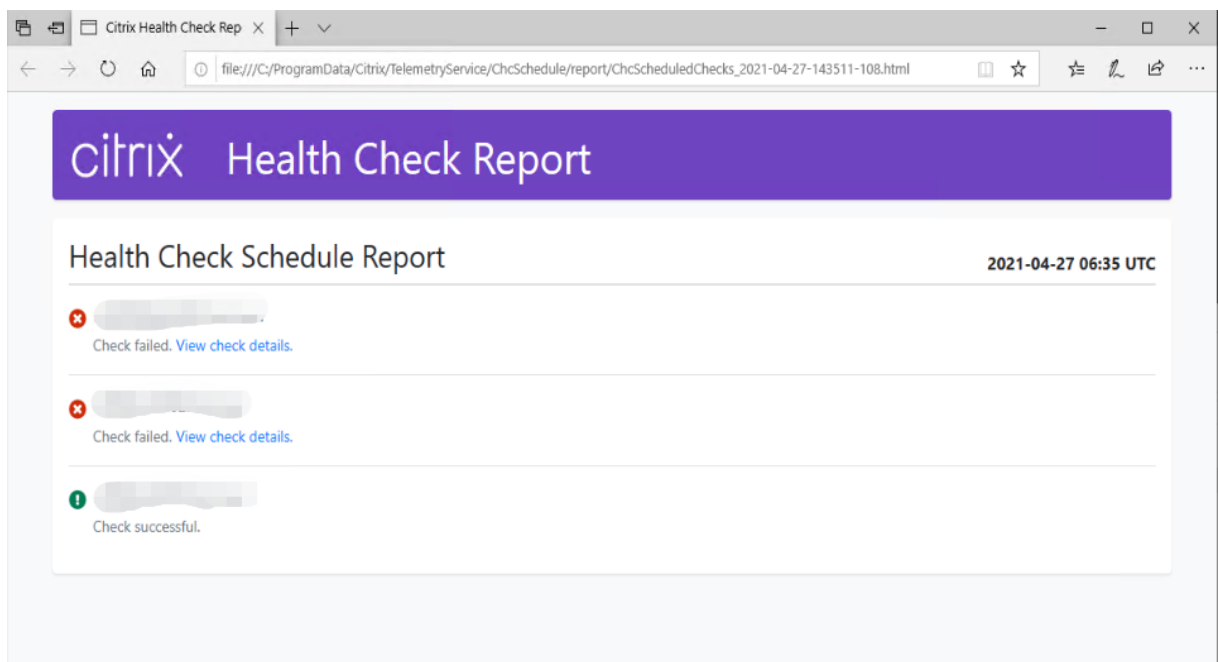 Citrix Health Check Rep
file:///C:/ProgramData/Citrix/TelemetryService/ChcSchedule/report/ChcScheduledChecks_2021-04-27-143511-108.html
citrix Health Check Report
Health Check Schedule Report 2021-04-27 06:35 UTC
Check failed. View check details.
Check failed. View check details.
Check successful.